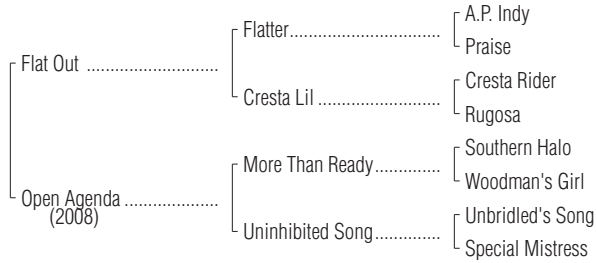 A.P. Indy
Flatter..................................
Praise
Flat Out ..............................
Cresta Rider
Cresta Lil ...........................
Rugosa
Southern Halo
More Than Ready..............
Woodman's Girl
Open Agenda .....................
(2008)
Unbridled's Song
Uninhibited Song..............
Special Mistress